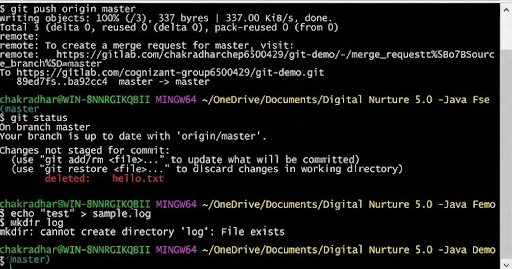 $ git push origin master
writing objects: 100% (/3), 337 bytes | 337.00 KiB/s, done.
Total 3 (delta 0), reused 0 (delta 0), pack-reused 0 (from 0)
remote:
remote: To create a merge request for master, visit:
remote:   https://gitlab.com/chakradharchep6500429/git-demo/-/merge_requestt%5Bo7BSource_branch%5D=master
To https://gitlab.com/cognizant-group6500429/git-demo.git
89ed7fs..ba92cc4  master -> master
chakradhar@WIN-8NNRGIKQBII MINGW64 ~/OneDrive/Documents/Digital Nurture 5.0 -Java Fse
(master
$ git status
On branch master
Your branch is up to date with 'origin/master'.
Changes not staged for commit:
(use "git add/rm <file>..." to update what will be committed)
(use "git restore <file>..." to discard changes in working directory)
deleted:    hello.txt
chakradhar@WIN-8NNRGIKQBII MINGW64 ~/OneDrive/Documents/Digital Nurture 5.0 -Java Femo
$ echo "test" > sample.log
$ mkdir log
mkdir: cannot create directory 'log': File exists
chakradhar@WIN-8NNRGIKQBII MINGW64 ~/OneDrive/Documents/Digital Nurture 5.0 -Java Demo
(master)